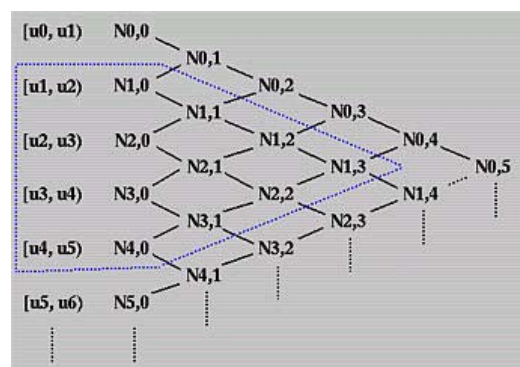 [u0, u1) N0,0
N0,1
[u1, u2) N1,0 N0,2
N1,1 N0,3
[u2, u3) N2,0 N1,2 N0,4
N2,1 N1,3 N0,5
[u3, u4) N3,0 N2,2 N1,4
N3,1 N2,3
[u4, u5) N4,0 N3,2
N4,1
[u5, u6) N5,0